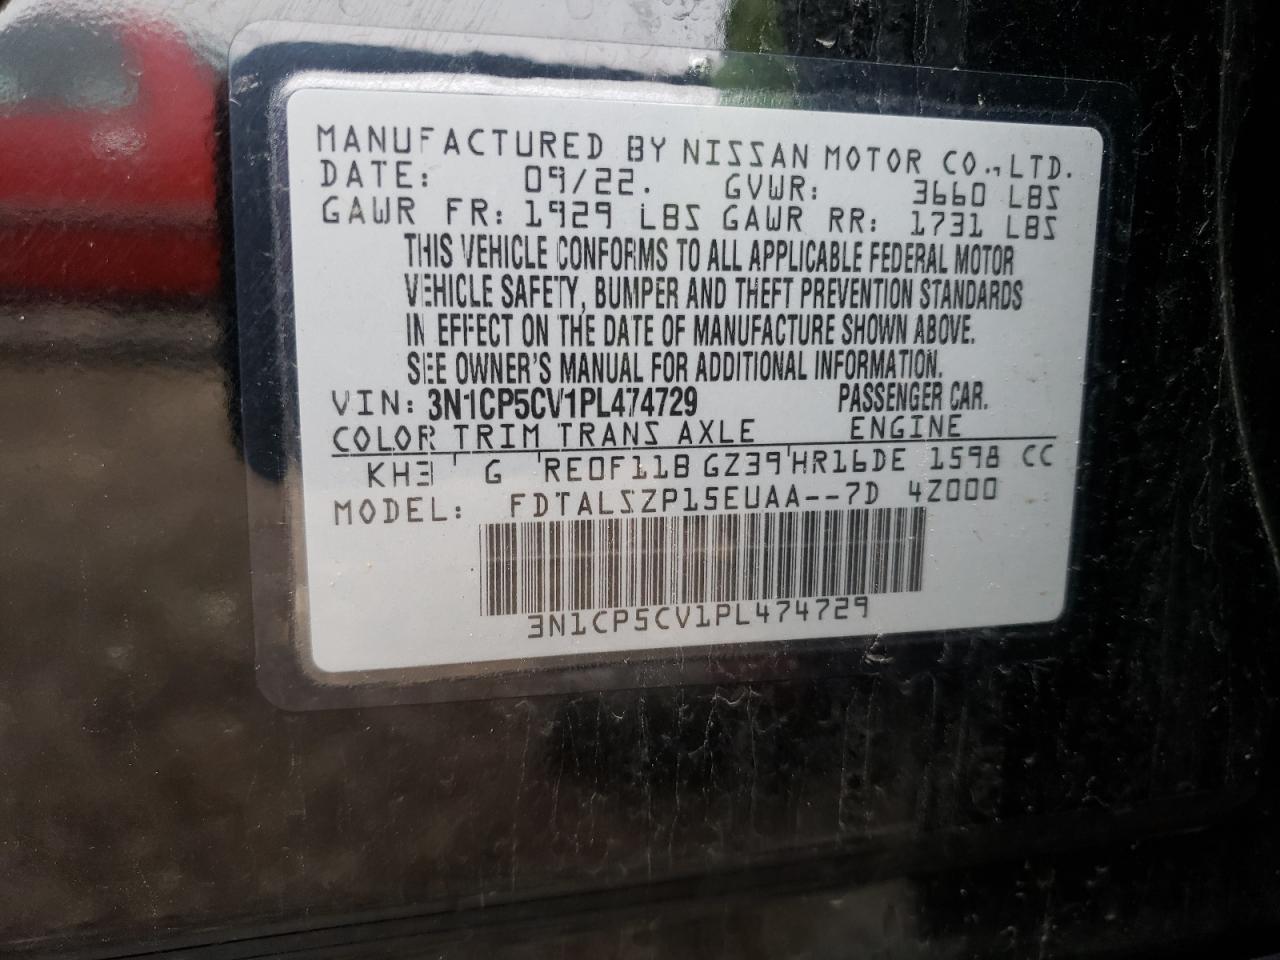 MANUFACTURED BY NISSAN MOTOR CO., LTD.
DATE: 09/22. GVWR: 3660 LBS
GAWR FR: 1929 LBS GAWR RR: 1731 LBS
THIS VEHICLE CONFORMS TO ALL APPLICABLE FEDERAL MOTOR
VEHICLE SAFETY, BUMPER AND THEFT PREVENTION STANDARDS
IN EFFECT ON THE DATE OF MANUFACTURE SHOWN ABOVE.
SEE OWNER'S MANUAL FOR ADDITIONAL INFORMATION.
VIN: 3N1CP5CV1PL474729 PASSENGER CAR.
COLOR TRIM TRANS AXLE ENGINE
KH3 G RE0F11B GZ39 HR16DE 1598 CC
MODEL: FDTALSZP15EUAA--7D 4Z000
3N1CP5CV1PL474729